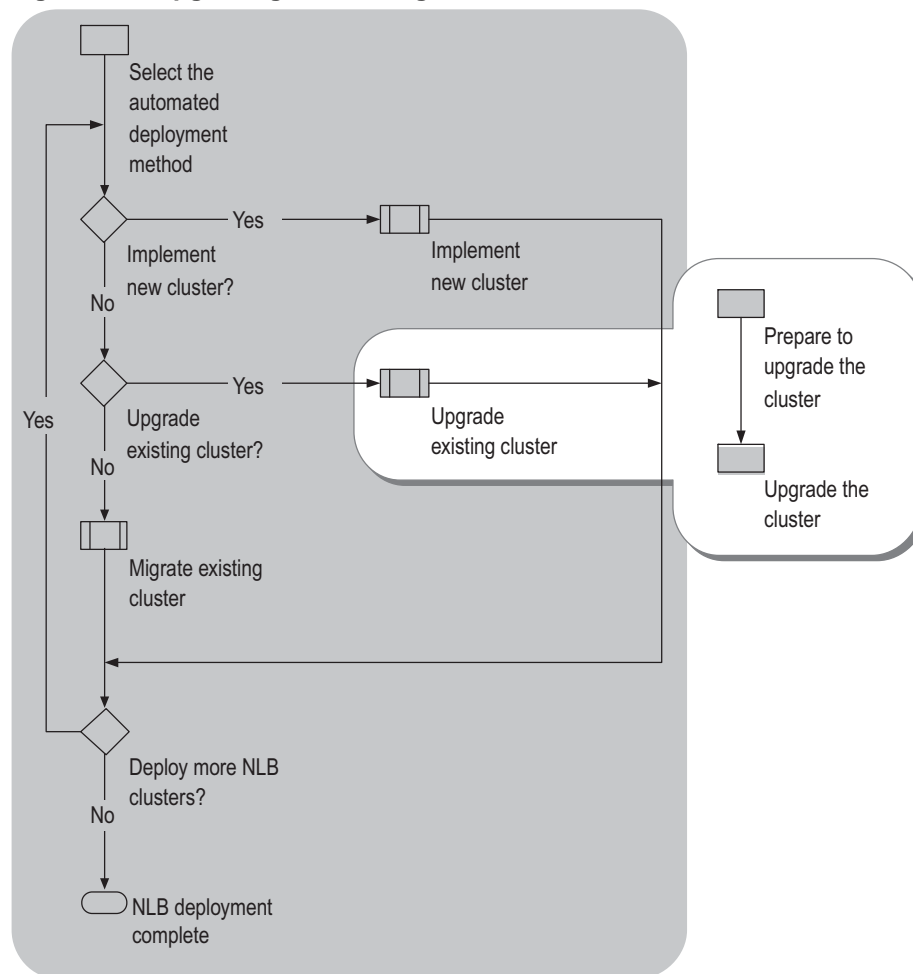 Select the
automated
deployment
method
Yes
Implement
new cluster?
Implement
new cluster
No
Prepare to
upgrade the
cluster
Yes
Yes
Upgrade
existing cluster?
Upgrade
existing cluster
No
Upgrade the
cluster
Migrate existing
cluster
Deploy more NLB
clusters?
No
NLB deployment
complete